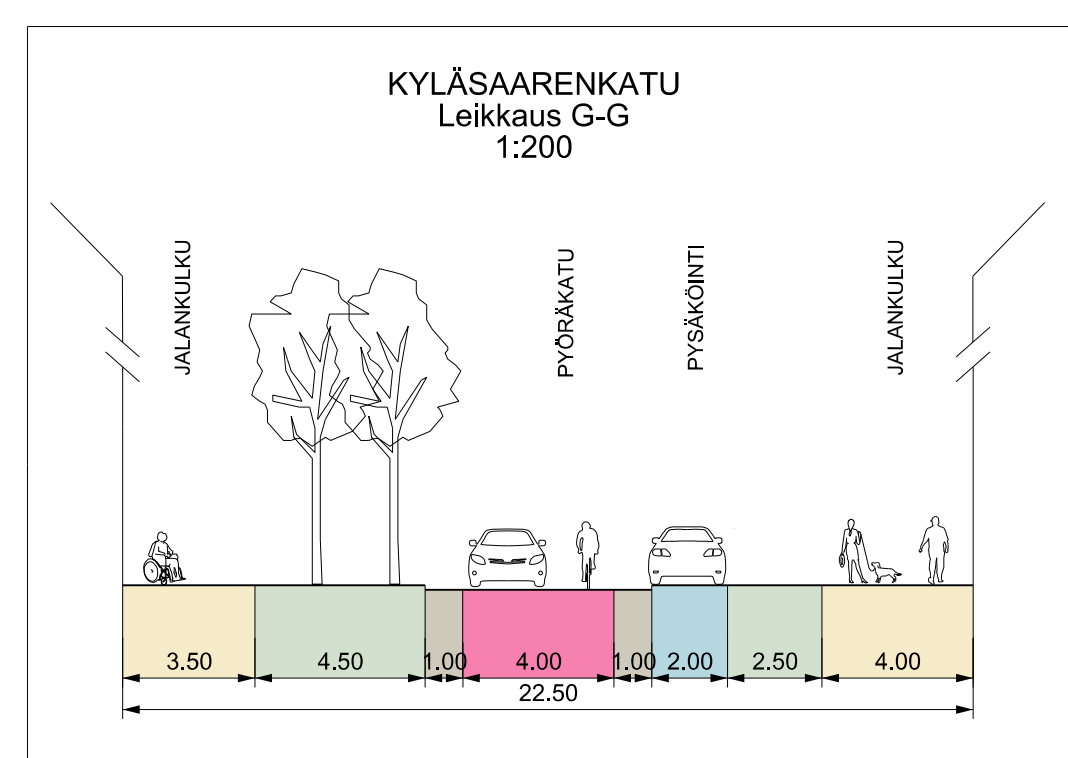 KYLÄSAARENKATU
Leikkaus G-G
1:200
JALANKULKU
PYÖRÄKATU
PYSÄKÖINTI
JALANKULKU
3.50 4.50 1.00 4.00 1.00 2.00 2.50 4.00
22.50